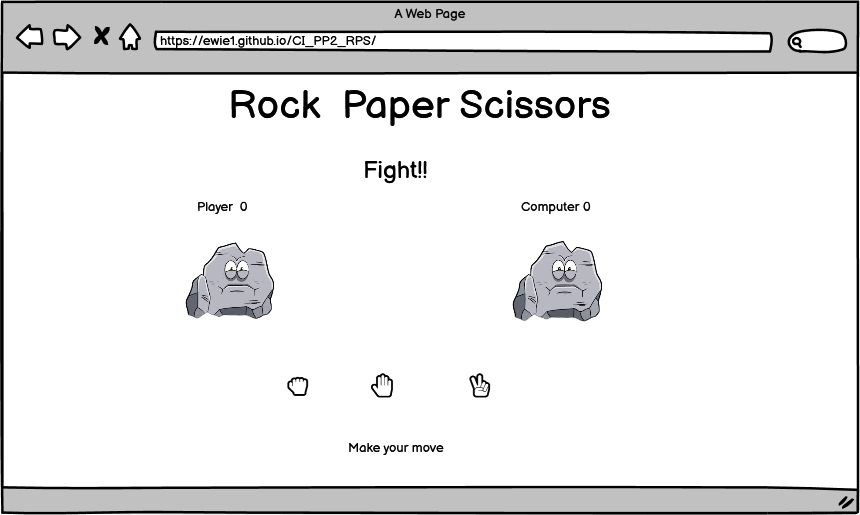 A Web Page
https://ewie1.github.io/CI_PP2_RPS/
Rock Paper Scissors
Fight!!
Player 0
Computer 0
Make your move